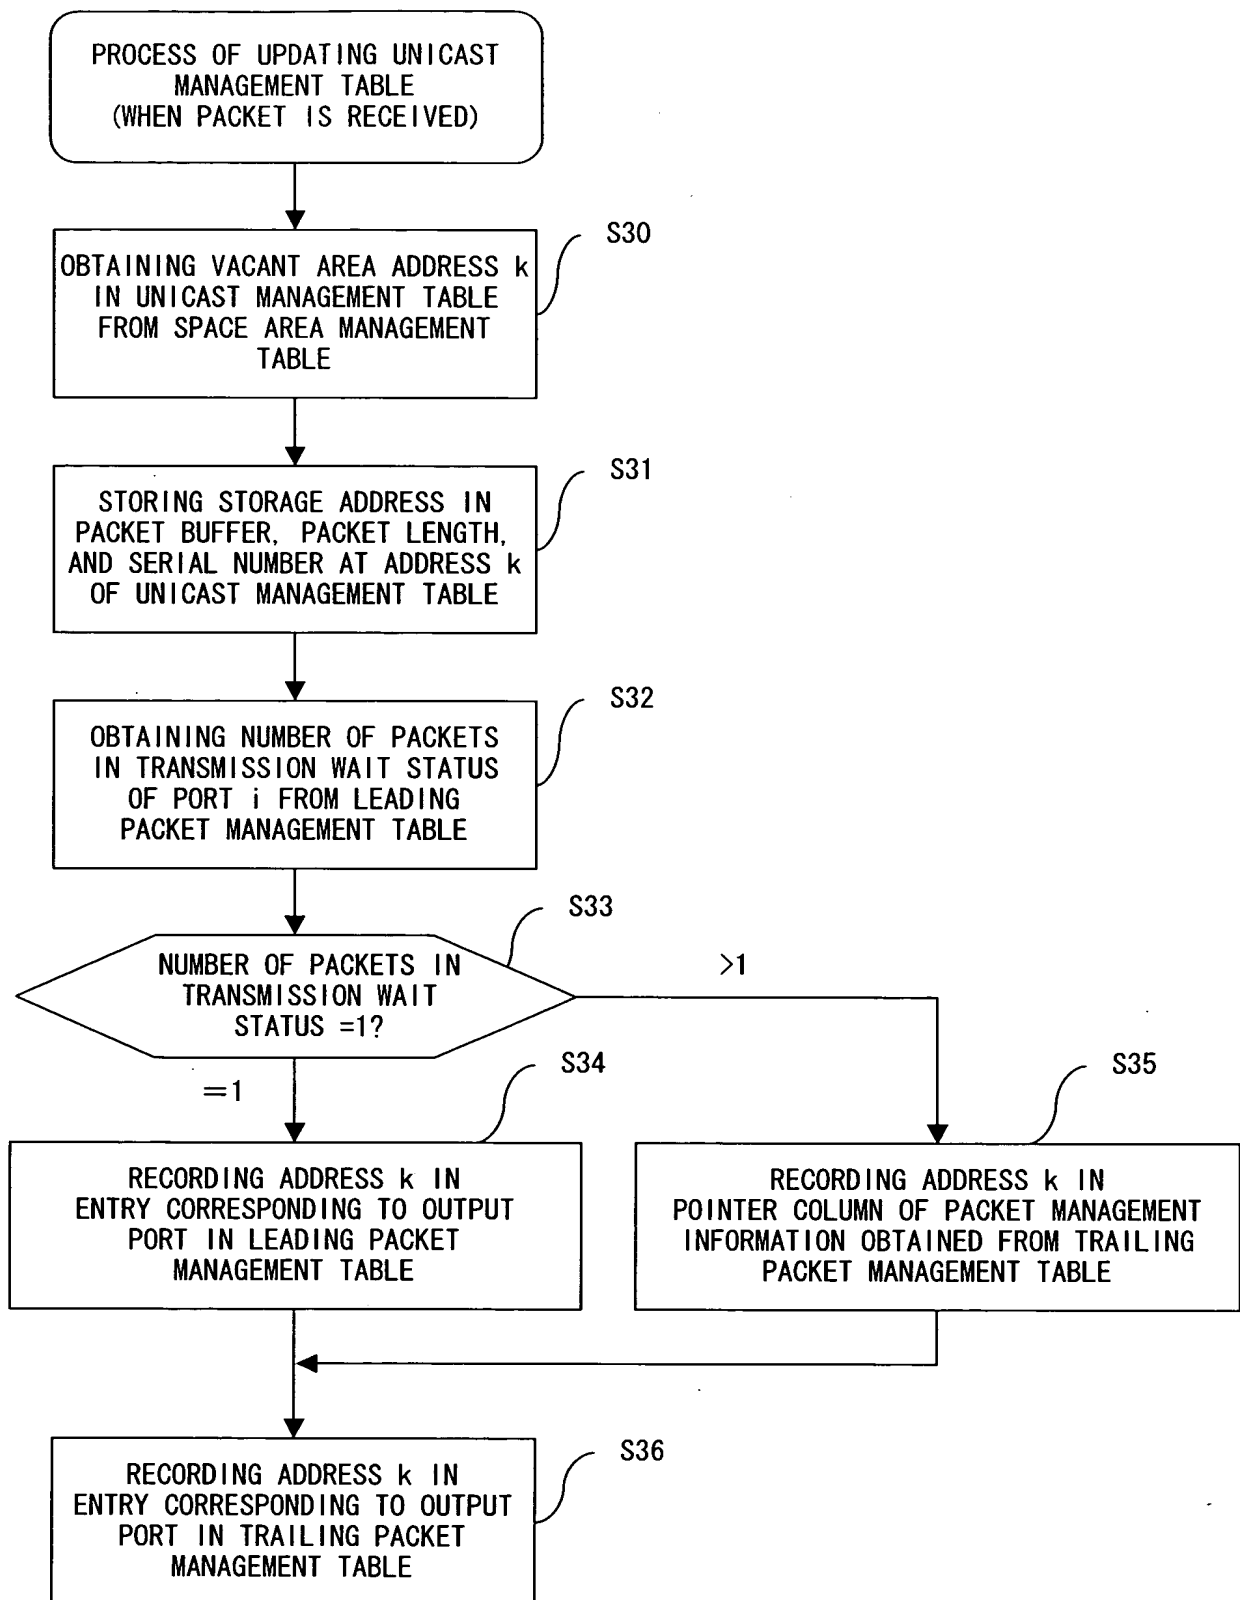 PROCESS OF UPDATING UNICAST
MANAGEMENT TABLE
(WHEN PACKET IS RECEIVED)
S30
OBTAINING VACANT AREA ADDRESS k
IN UNICAST MANAGEMENT TABLE
FROM SPACE AREA MANAGEMENT
TABLE
S31
STORING STORAGE ADDRESS IN
PACKET BUFFER, PACKET LENGTH,
AND SERIAL NUMBER AT ADDRESS k
OF UNICAST MANAGEMENT TABLE
S32
OBTAINING NUMBER OF PACKETS
IN TRANSMISSION WAIT STATUS
OF PORT i FROM LEADING
PACKET MANAGEMENT TABLE
S33
NUMBER OF PACKETS IN
TRANSMISSION WAIT
STATUS =1?
>1
=1
S34
RECORDING ADDRESS k IN
ENTRY CORRESPONDING TO OUTPUT
PORT IN LEADING PACKET
MANAGEMENT TABLE
S35
RECORDING ADDRESS k IN
POINTER COLUMN OF PACKET MANAGEMENT
INFORMATION OBTAINED FROM TRAILING
PACKET MANAGEMENT TABLE
S36
RECORDING ADDRESS k IN
ENTRY CORRESPONDING TO OUTPUT
PORT IN TRAILING PACKET
MANAGEMENT TABLE